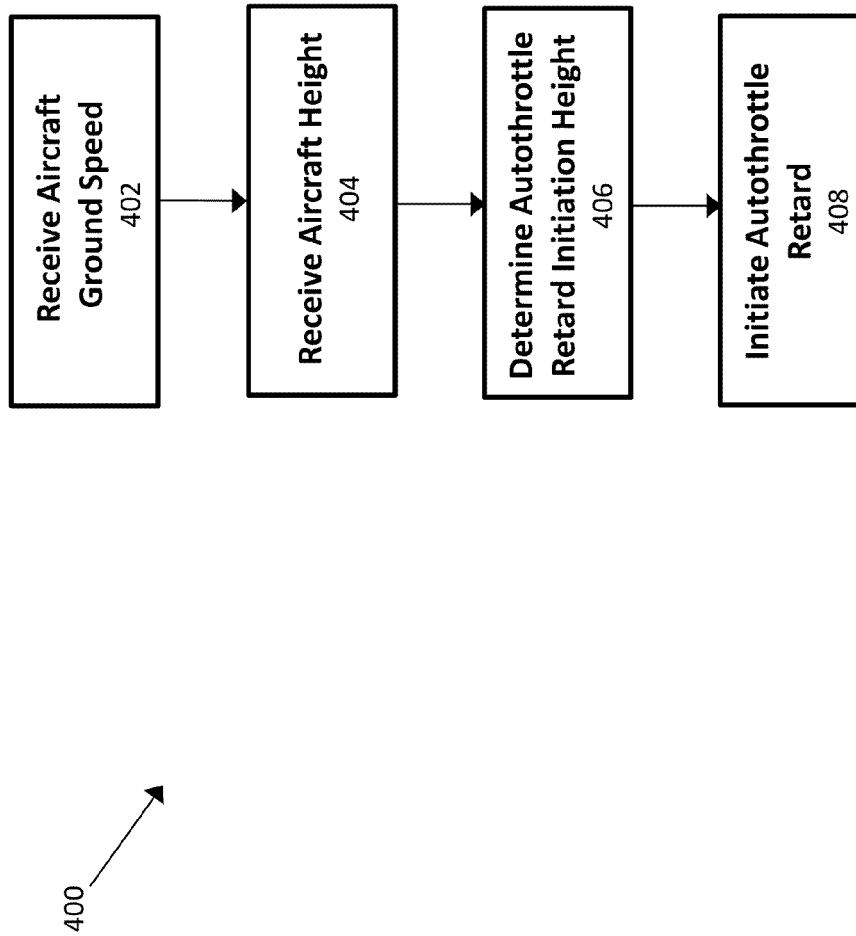 400
Receive Aircraft
Ground Speed
402
Receive Aircraft Height
404
Determine Autothrottle
Retard Initiation Height
406
Initiate Autothrottle
Retard
408